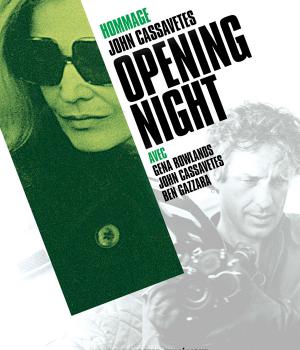 HOMMAGE
JOHN CASSAVETES
OPENING
NIGHT
AVEC
GENA ROWLANDS
JOHN CASSAVETES
BEN GAZZARA